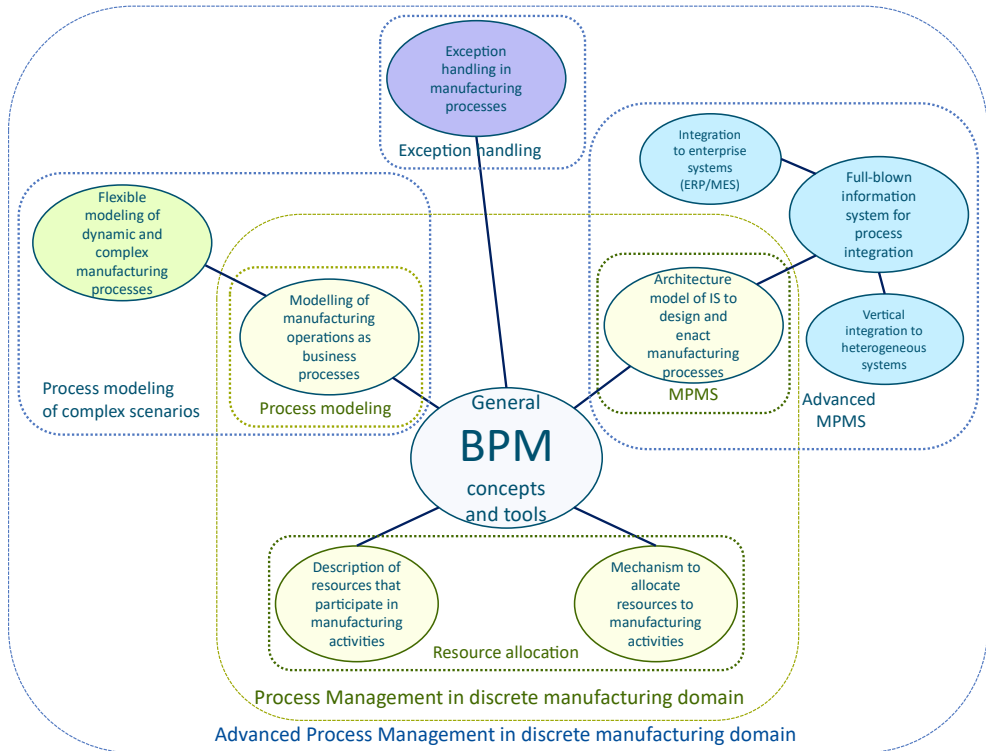 Exception
handling in
manufacturing
processes
Exception handling
Integration
to enterprise
systems
(ERP/MES)
Full-blown
information
system for
process
integration
Vertical
integration to
heterogeneous
systems
Advanced
MPMS
Flexible
modeling of
dynamic and
complex
manufacturing
processes
Process modeling
of complex scenarios
Modelling of
manufacturing
operations as
business
processes
Process modeling
Architecture
model of IS to
design and
enact
manufacturing
processes
MPMS
General
BPM
concepts
and tools
Description of
resources that
participate in
manufacturing
activities
Mechanism to
allocate
resources to
manufacturing
activities
Resource allocation
Process Management in discrete manufacturing domain
Advanced Process Management in discrete manufacturing domain